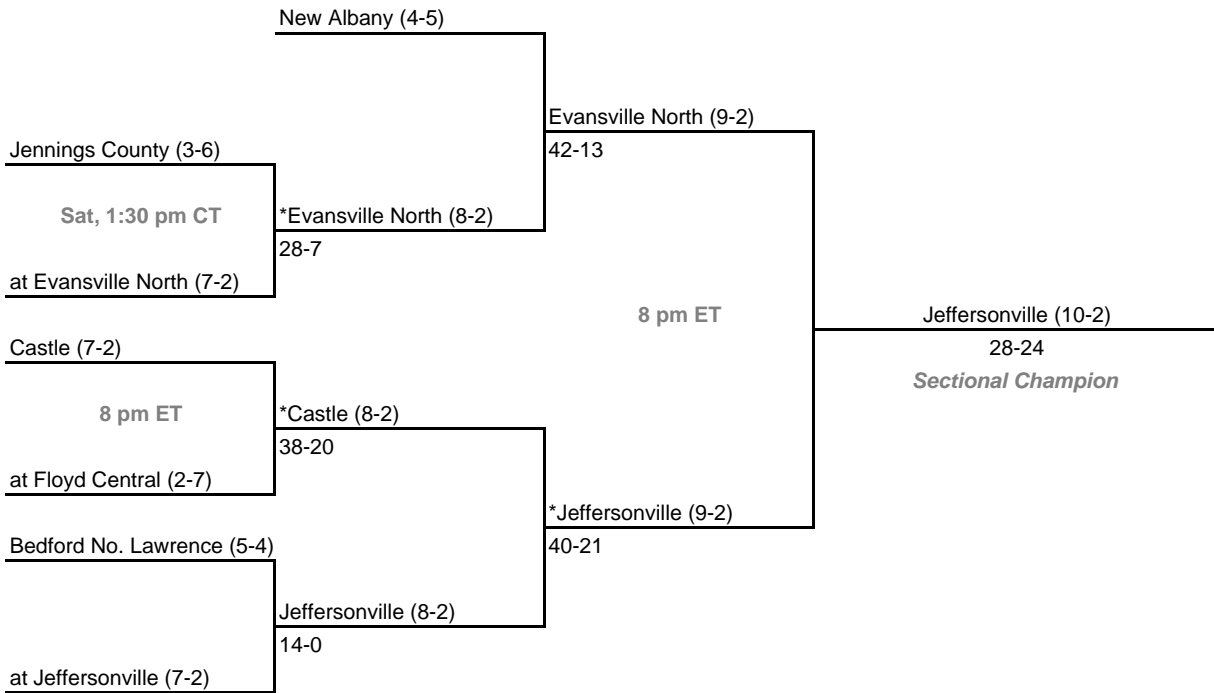 New Albany (4-5)
Evansville North (9-2)
Jennings County (3-6)
42-13
Sat, 1:30 pm CT
*Evansville North (8-2)
28-7
at Evansville North (7-2)
8 pm ET
Jeffersonville (10-2)
Castle (7-2)
28-24
Sectional Champion
8 pm ET
*Castle (8-2)
38-20
at Floyd Central (2-7)
*Jeffersonville (9-2)
Bedford No. Lawrence (5-4)
40-21
Jeffersonville (8-2)
14-0
at Jeffersonville (7-2)